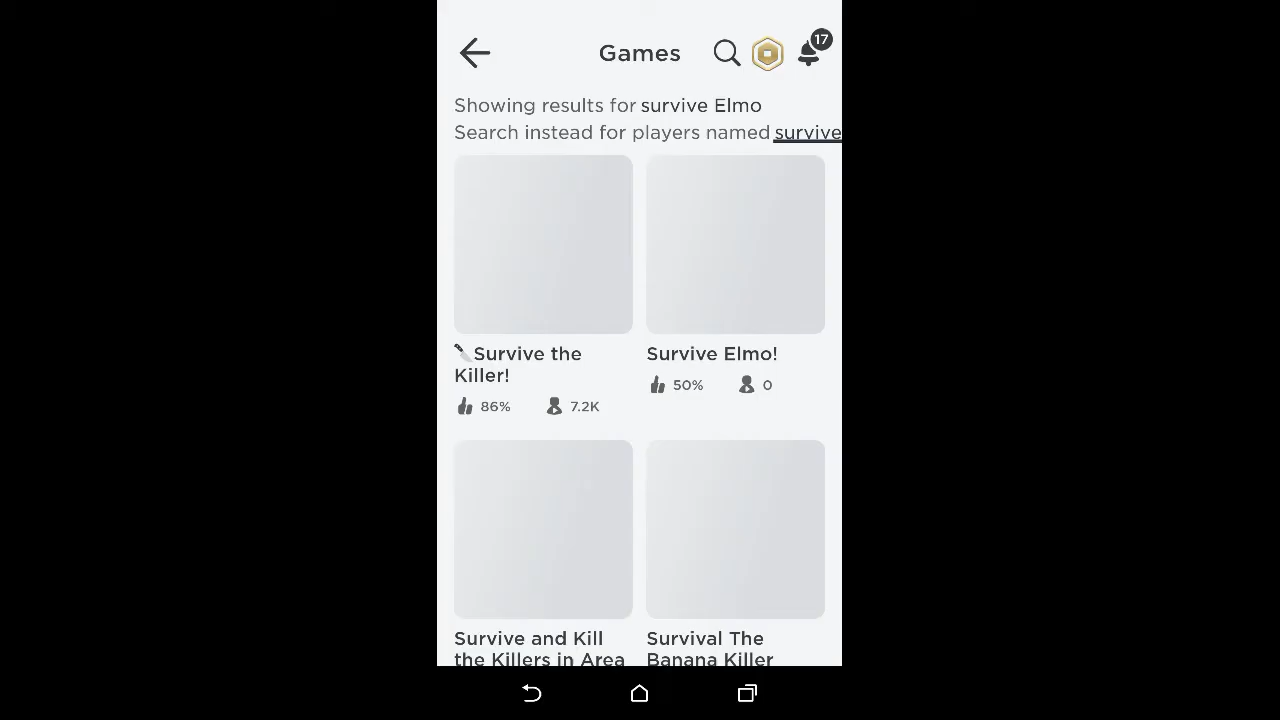 Games
17
Showing results for survive Elmo
Search instead for players named survive
🔪Survive the
Killer!
86% 7.2K
Survive Elmo!
50% 0
Survive and Kill
the Killers in Area
Survival The
Banana Killer